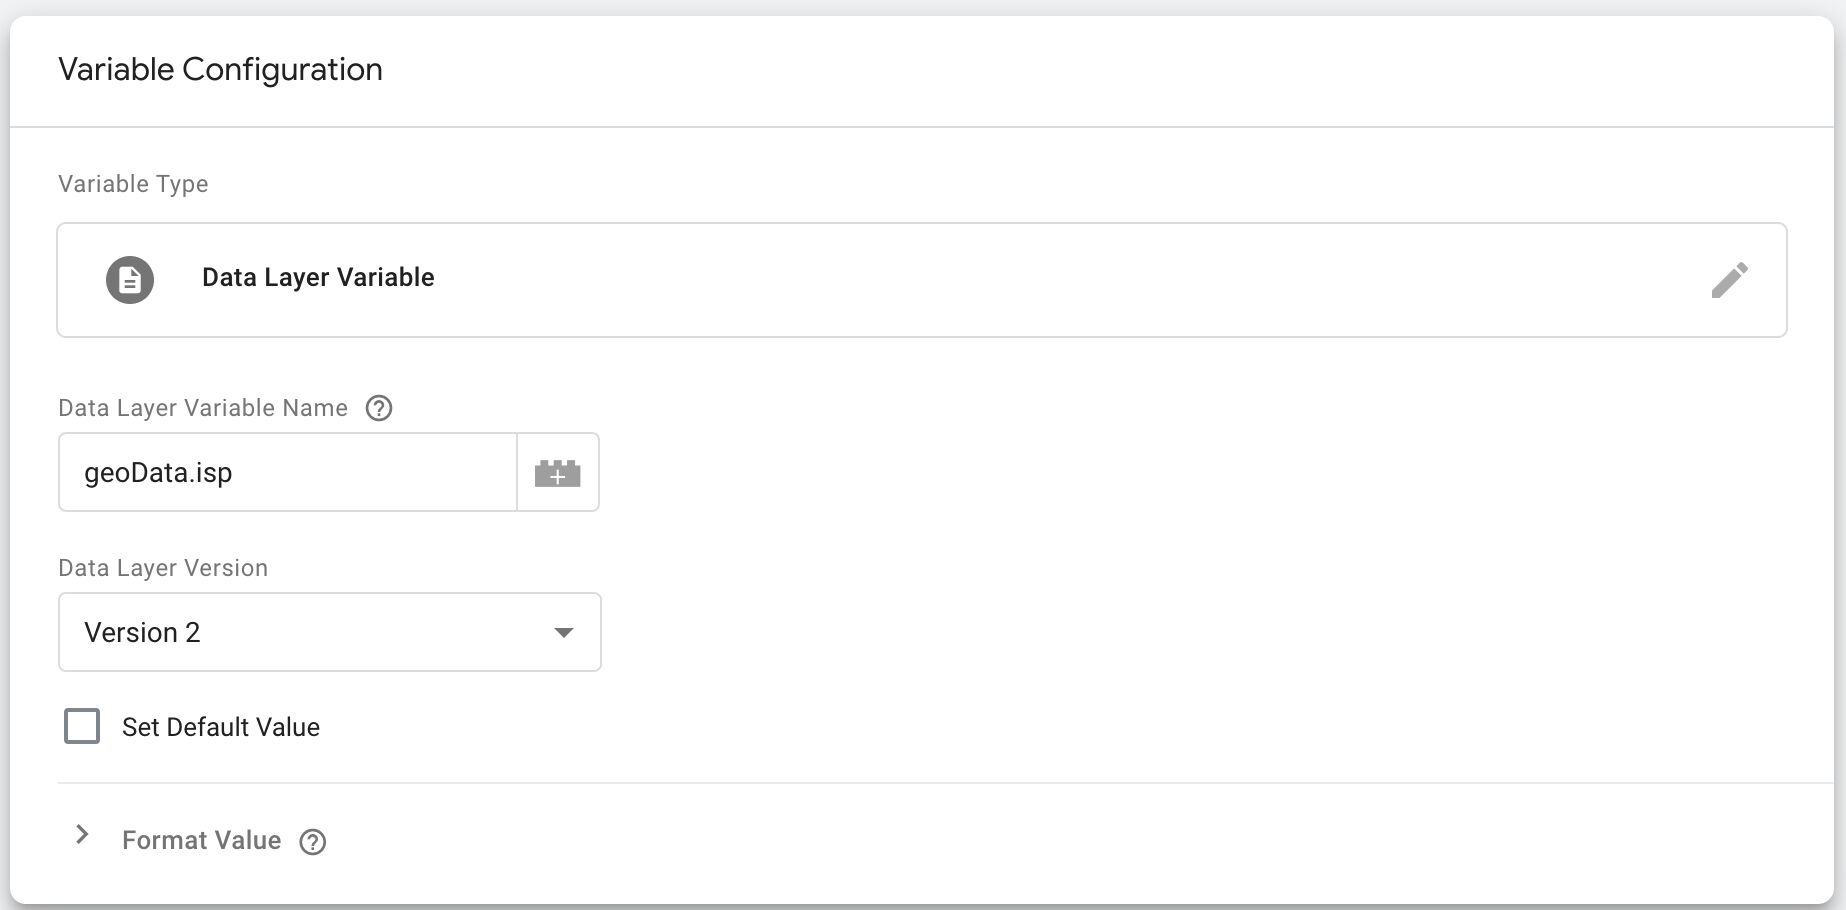 Variable Configuration
Variable Type
Data Layer Variable
Data Layer Variable Name
geoData.isp
Data Layer Version
Version 2
Set Default Value
Format Value